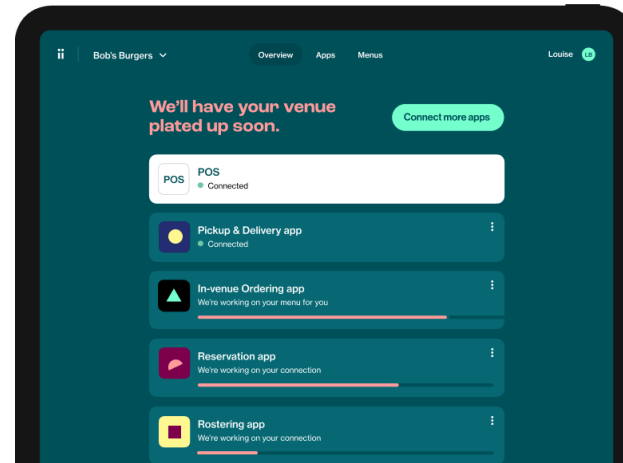 ii
Bob's Burgers
Overview
Apps
Menus
Louise
LB
We'll have your venue
plated up soon.
Connect more apps
POS
POS
Connected
Pickup & Delivery app
Connected
In-venue Ordering app
We're working on your menu for you
Reservation app
We're working on your connection
Rostering app
We're working on your connection